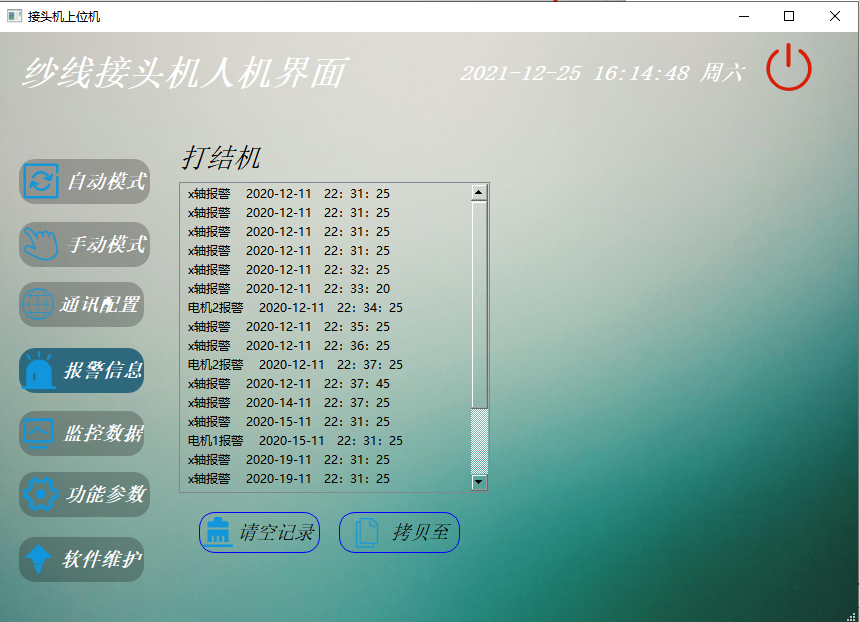 接头机上位机
纱线接头机人机界面
2021-12-25 16:14:48 周六
自动模式
手动模式
通讯配置
报警信息
监控数据
功能参数
软件维护
打结机
x轴报警 2020-12-11 22：31：25
x轴报警 2020-12-11 22：31：25
x轴报警 2020-12-11 22：31：25
x轴报警 2020-12-11 22：31：25
x轴报警 2020-12-11 22：32：25
x轴报警 2020-12-11 22：33：20
电机2报警 2020-12-11 22：34：25
x轴报警 2020-12-11 22：35：25
x轴报警 2020-12-11 22：36：25
电机2报警 2020-12-11 22：37：25
x轴报警 2020-12-11 22：37：45
x轴报警 2020-14-11 22：37：25
x轴报警 2020-15-11 22：31：25
电机1报警 2020-15-11 22：31：25
x轴报警 2020-19-11 22：31：25
x轴报警 2020-19-11 22：31：25
请空记录
拷贝至